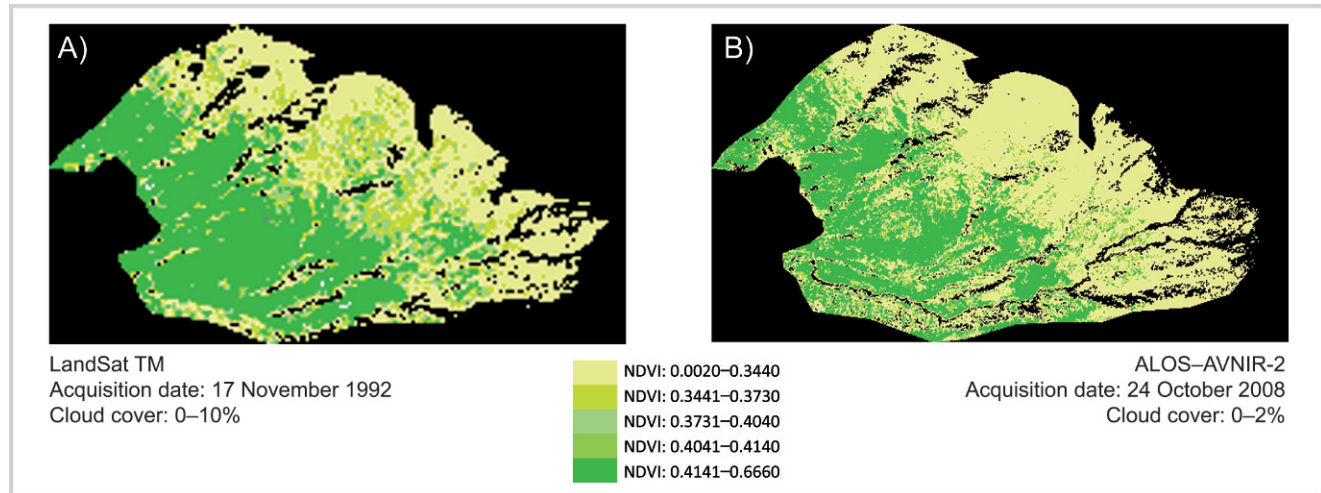 A)
B)
LandSat TM
Acquisition date: 17 November 1992
Cloud cover: 0–10%
NDVI: 0.0020–0.3440
NDVI: 0.3441–0.3730
NDVI: 0.3731–0.4040
NDVI: 0.4041–0.4140
NDVI: 0.4141–0.6660
ALOS–AVNIR-2
Acquisition date: 24 October 2008
Cloud cover: 0–2%